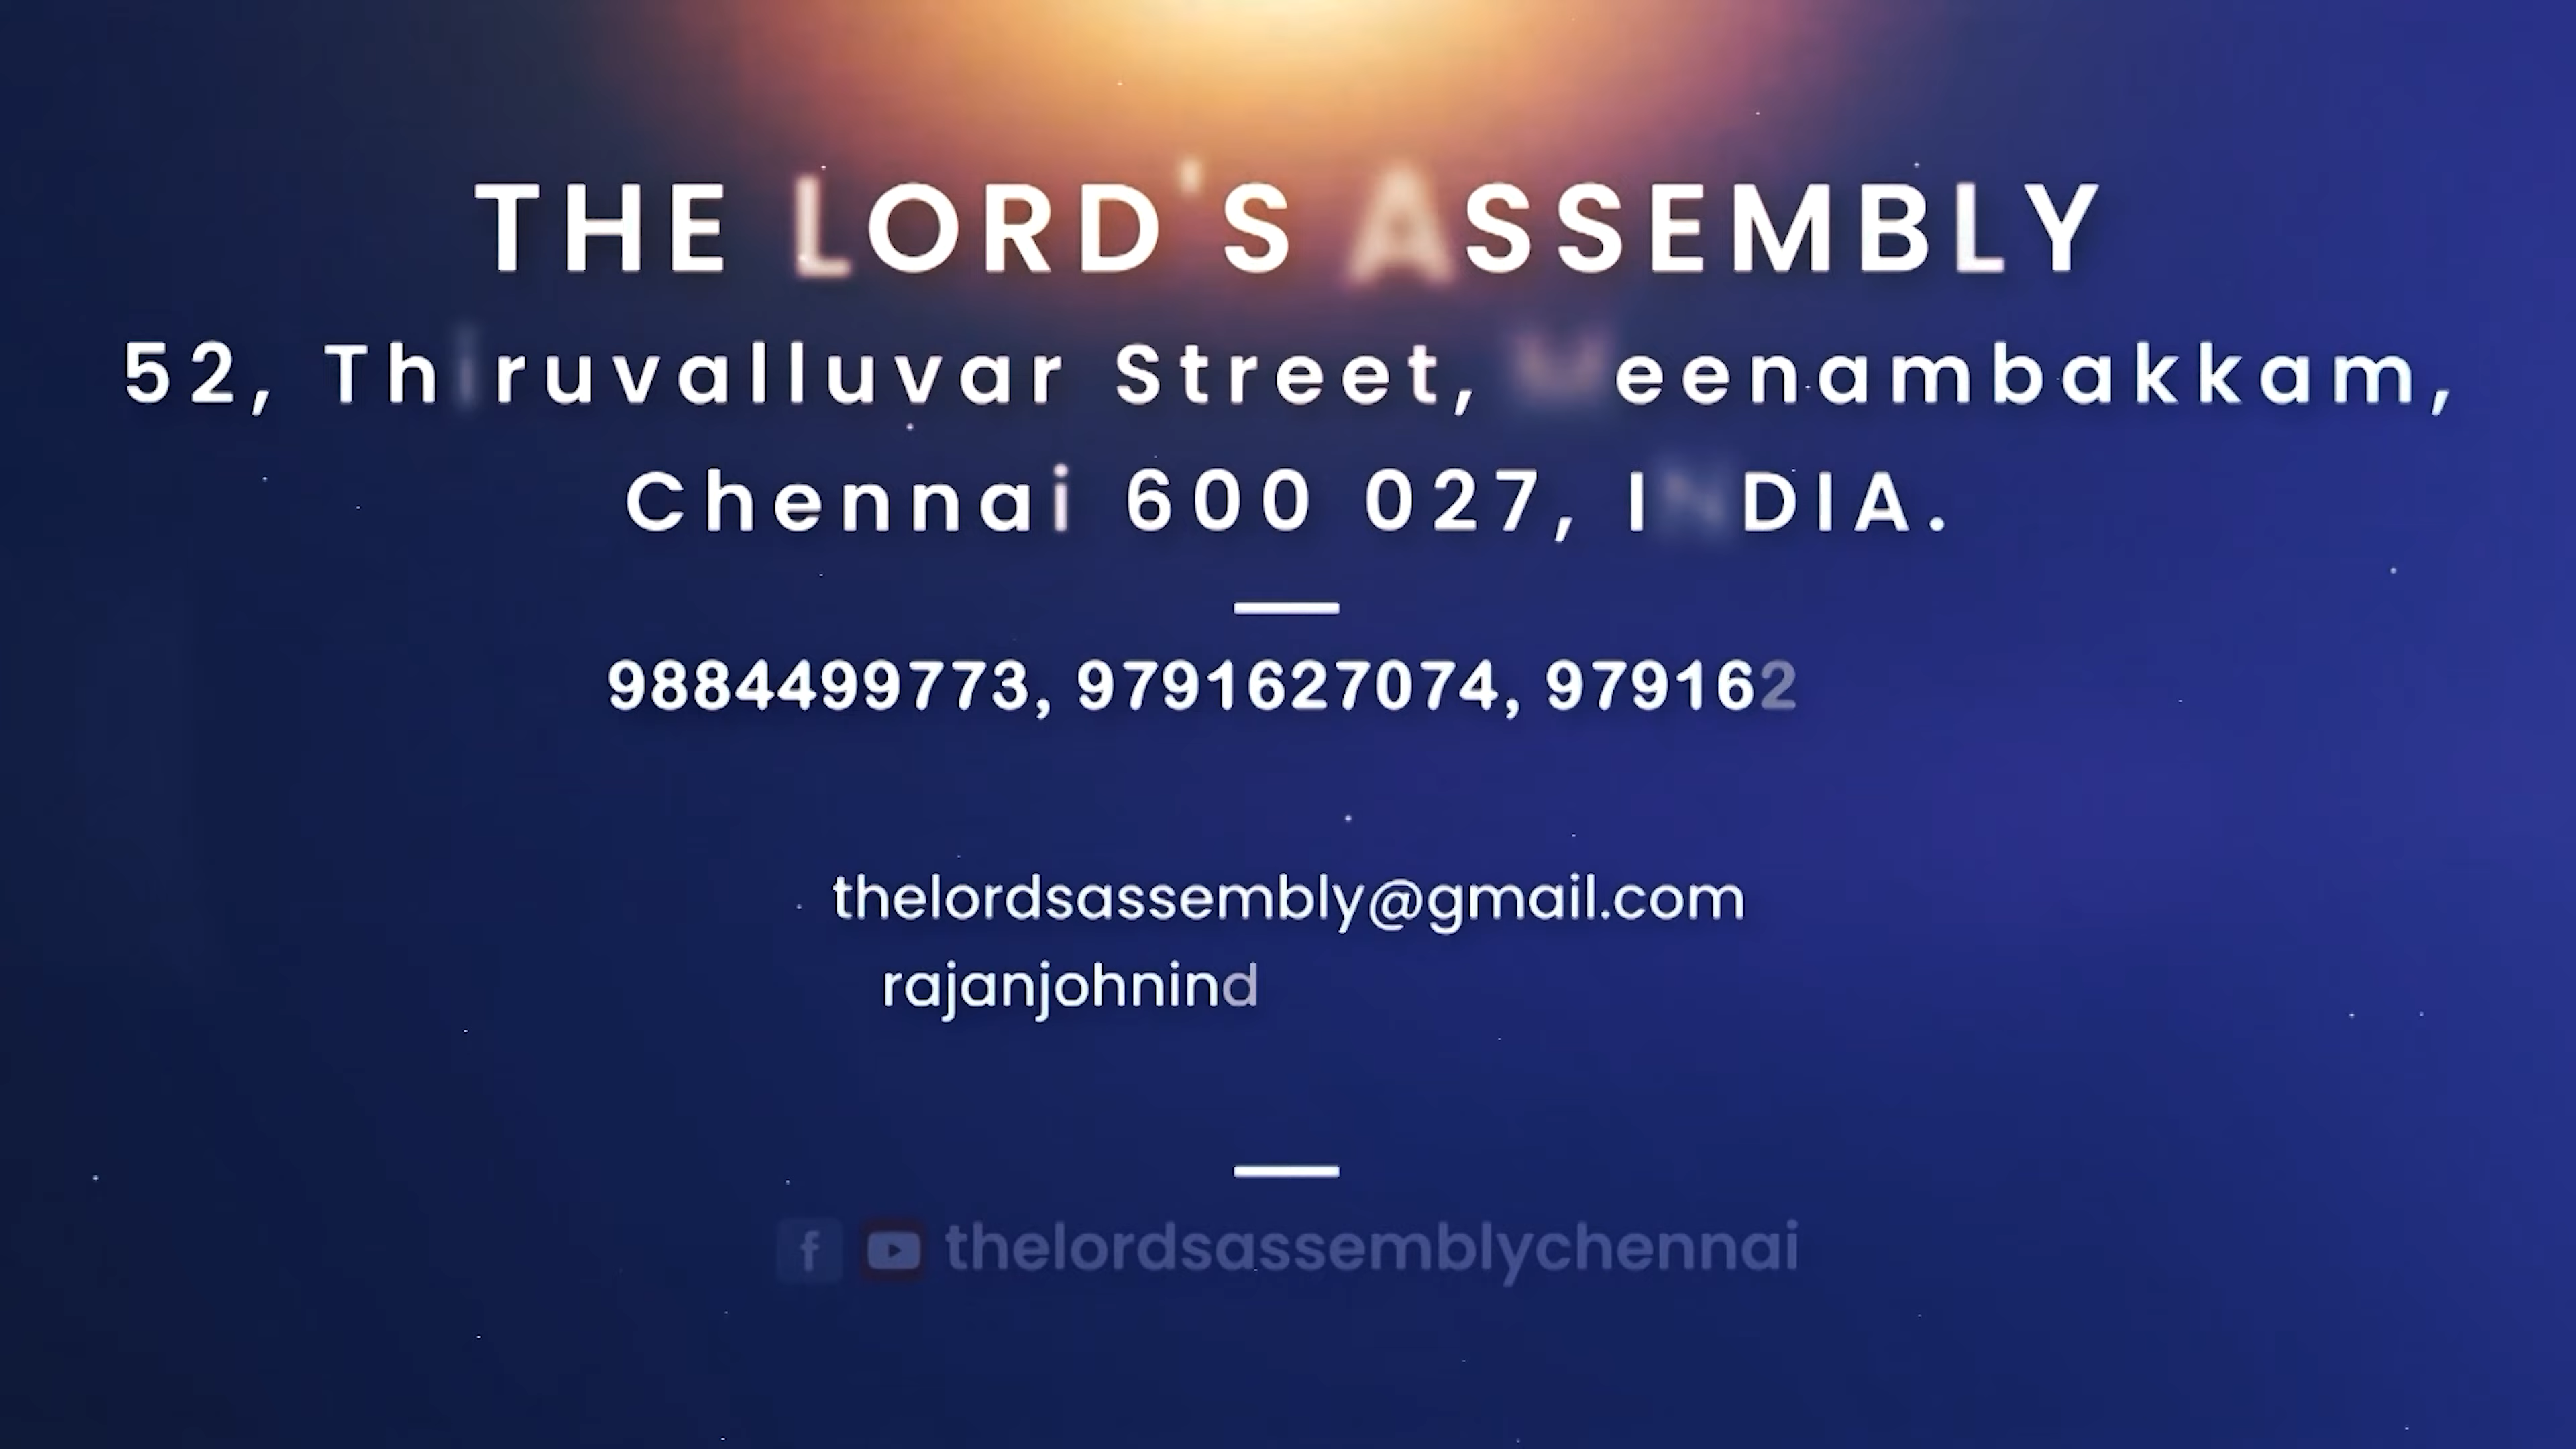 THE LORD'S ASSEMBLY
52, Thiruvalluvar Street, Meenambakkam,
Chennai 600 027, INDIA.
9884499773, 9791627074, 979162
thelordsassembly@gmail.com
rajanjohnind
thelordsassemblychennai